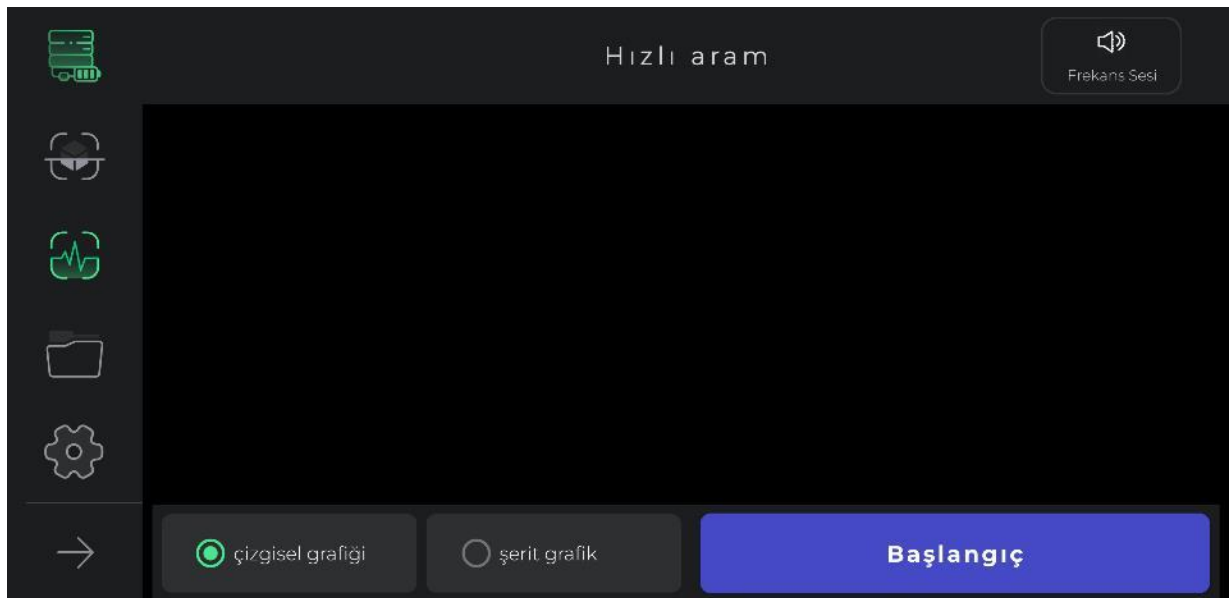 Hızlı aram
Frekans Sesi
çizgisel grafiği
şerit grafik
Başlangıç